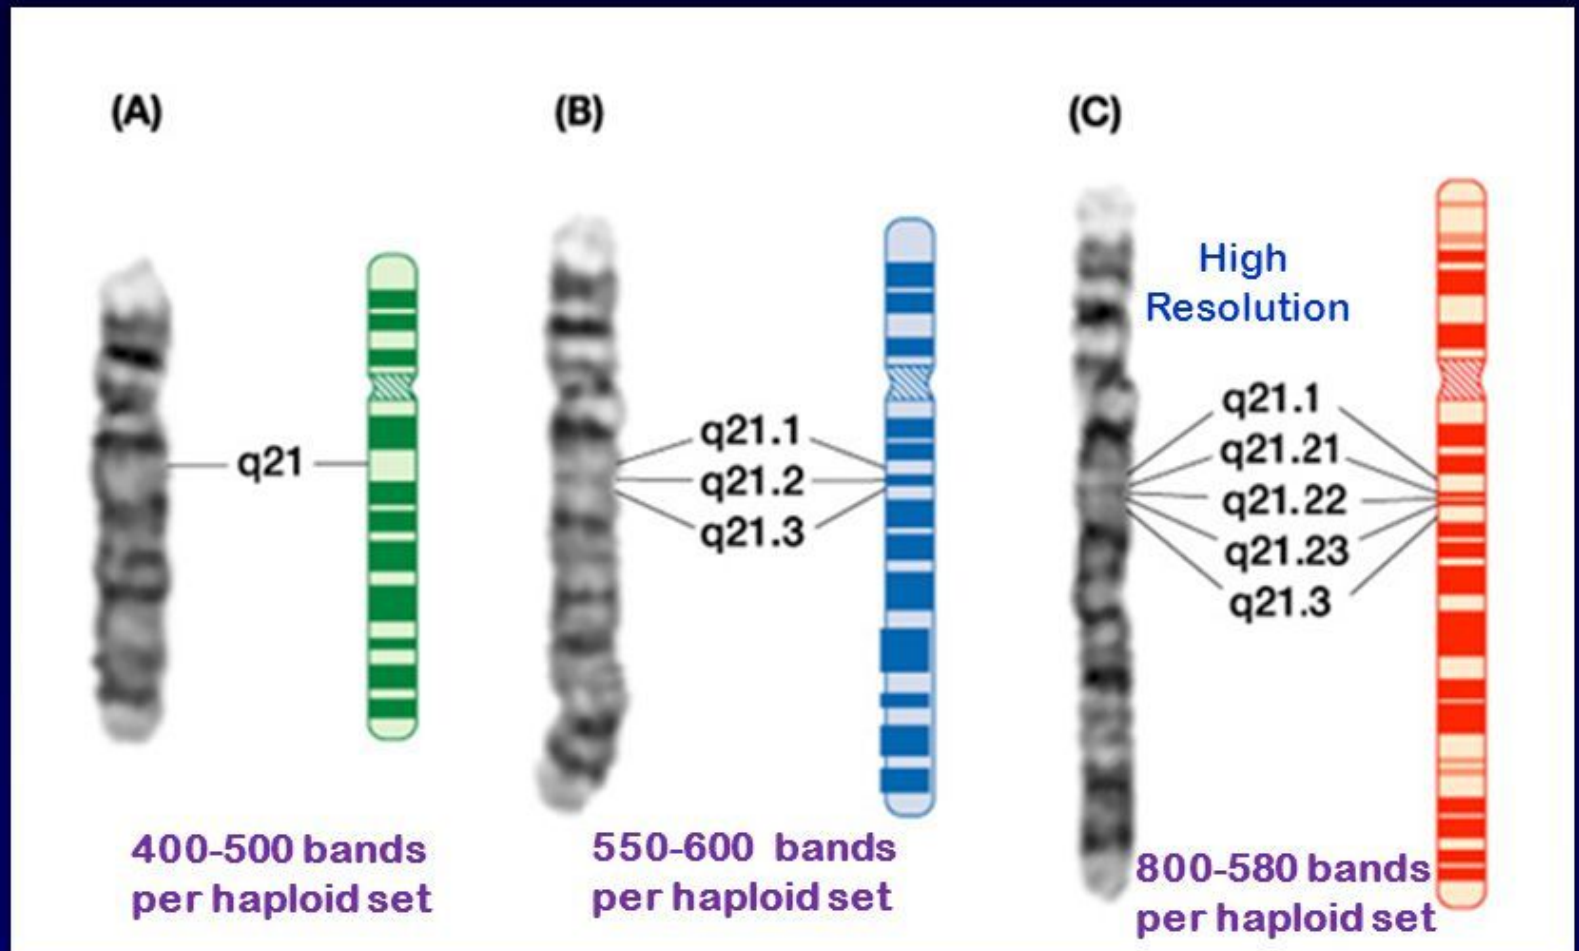 (A)
(B)
(C)
High
Resolution
q21
q21.1
q21.2
q21.3
q21.1
q21.21
q21.22
q21.23
q21.3
400-500 bands
per haploid set
550-600 bands
per haploid set
800-580 bands
per haploid set